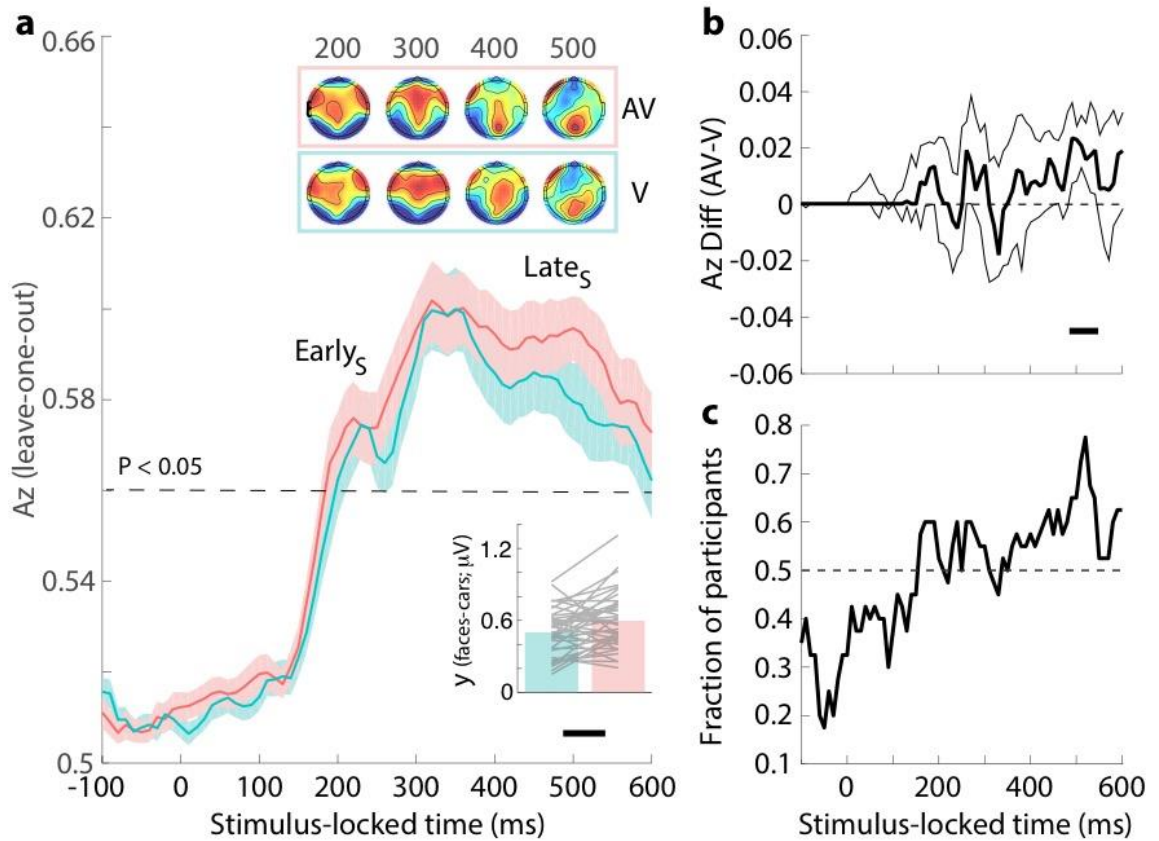 a
0.66
0.62
0.58
0.54
0.5
Az (leave-one-out)
200 300 400 500
AV
V
Early_S
Late_S
P < 0.05
y (faces-cars; μV)
1.2
0.6
0
-100 0 100 200 300 400 500 600
Stimulus-locked time (ms)
b
0.06
0.04
0.02
0
-0.02
-0.04
-0.06
Az Diff (AV-V)
c
0.8
0.7
0.6
0.5
0.4
0.3
0.2
0.1
Fraction of participants
0 200 400 600
Stimulus-locked time (ms)